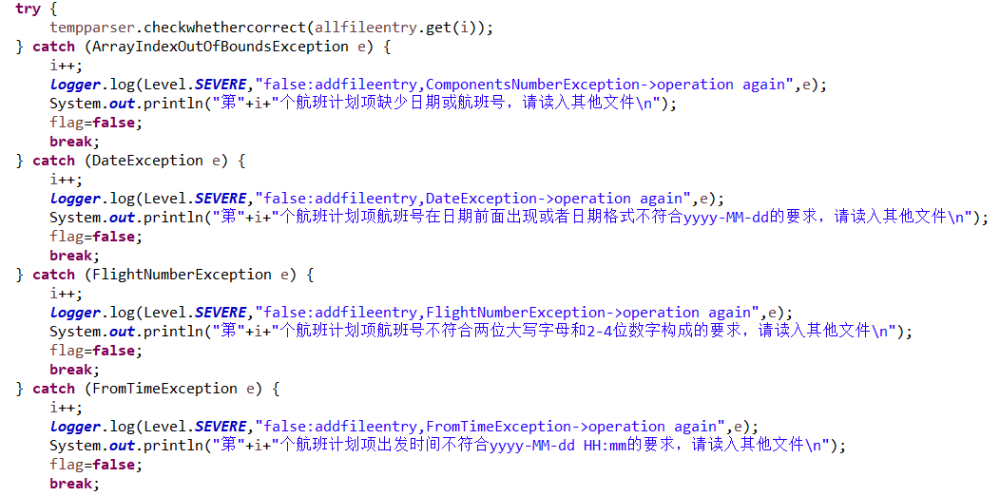 try {
    tempparser.checkwhethercorrect(allfileentry.get(i));
} catch (ArrayIndexOutOfBoundsException e) {
    i++;
    logger.log(Level.SEVERE,"false:addfileentry,ComponentsNumberException->operation again",e);
    System.out.println("第"+i+"个航班计划项缺少日期或航班号，请读入其他文件\n");
    flag=false;
    break;
} catch (DateException e) {
    i++;
    logger.log(Level.SEVERE,"false:addfileentry,DateException->operation again",e);
    System.out.println("第"+i+"个航班计划项航班号在日期前面出现或者日期格式不符合yyyy-MM-dd的要求，请读入其他文件\n");
    flag=false;
    break;
} catch (FlightNumberException e) {
    i++;
    logger.log(Level.SEVERE,"false:addfileentry,FlightNumberException->operation again",e);
    System.out.println("第"+i+"个航班计划项航班号不符合两位大写字母和2-4位数字构成的要求，请读入其他文件\n");
    flag=false;
    break;
} catch (FromTimeException e) {
    i++;
    logger.log(Level.SEVERE,"false:addfileentry,FromTimeException->operation again",e);
    System.out.println("第"+i+"个航班计划项出发时间不符合yyyy-MM-dd HH:mm的要求，请读入其他文件\n");
    flag=false;
    break;